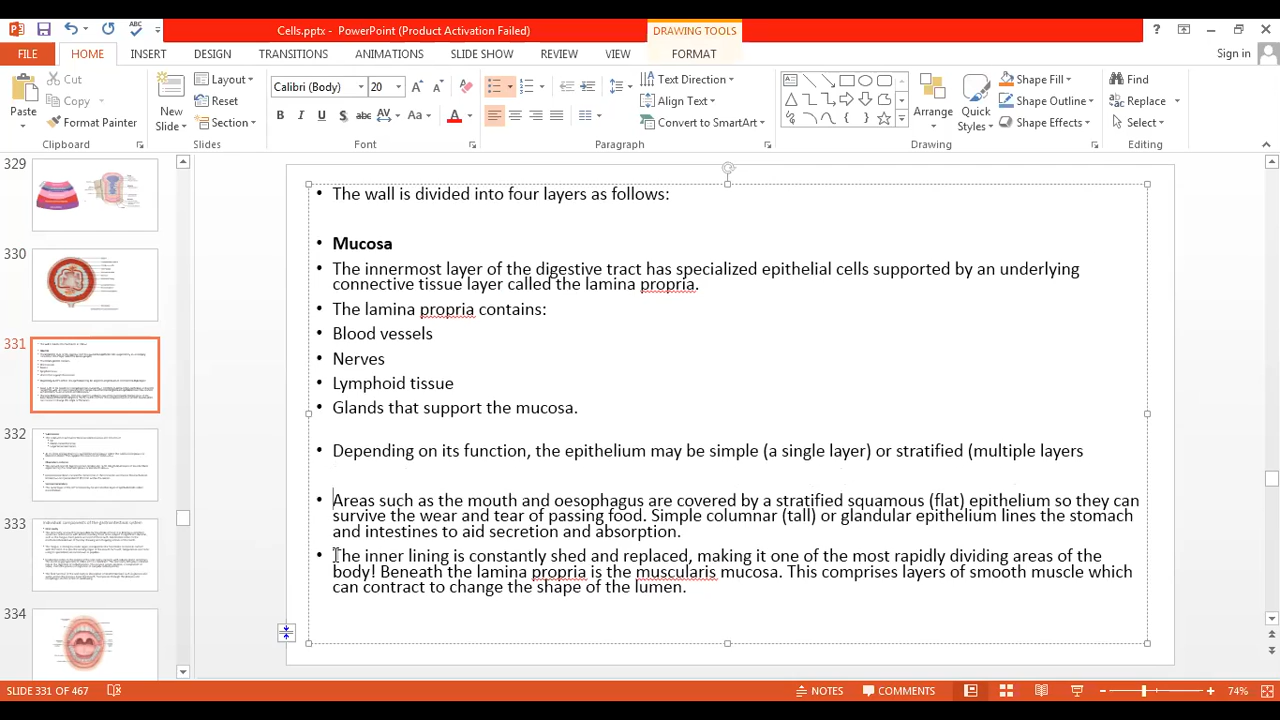 Cells.pptx - PowerPoint (Product Activation Failed)
DRAWING TOOLS
FILE HOME INSERT DESIGN TRANSITIONS ANIMATIONS SLIDE SHOW REVIEW VIEW FORMAT Sign in
Paste Cut Copy Format Painter
Clipboard
New Slide Layout Reset Section
Slides
Calibri (Body) 20
Font
Text Direction Align Text Convert to SmartArt
Paragraph
Arrange Quick Styles Shape Fill Shape Outline Shape Effects
Drawing
Find Replace Select
Editing
329
330
331
332
333
334
• The wall is divided into four layers as follows:
• Mucosa
• The innermost layer of the digestive tract has specialized epithelial cells supported by an underlying
connective tissue layer called the lamina propria.
• The lamina propria contains:
• Blood vessels
• Nerves
• Lymphoid tissue
• Glands that support the mucosa.
• Depending on its function, the epithelium may be simple (a single layer) or stratified (multiple layers
• Areas such as the mouth and oesophagus are covered by a stratified squamous (flat) epithelium so they can
survive the wear and tear of passing food. Simple columnar (tall) or glandular epithelium lines the stomach
and intestines to aid secretion and absorption.
• The inner lining is constantly shed and replaced, making it one of the most rapidly dividing areas of the
body! Beneath the lamina propria is the muscularis mucosa. This comprises layers of smooth muscle which
can contract to change the shape of the lumen.
SLIDE 331 OF 467 NOTES COMMENTS 74%